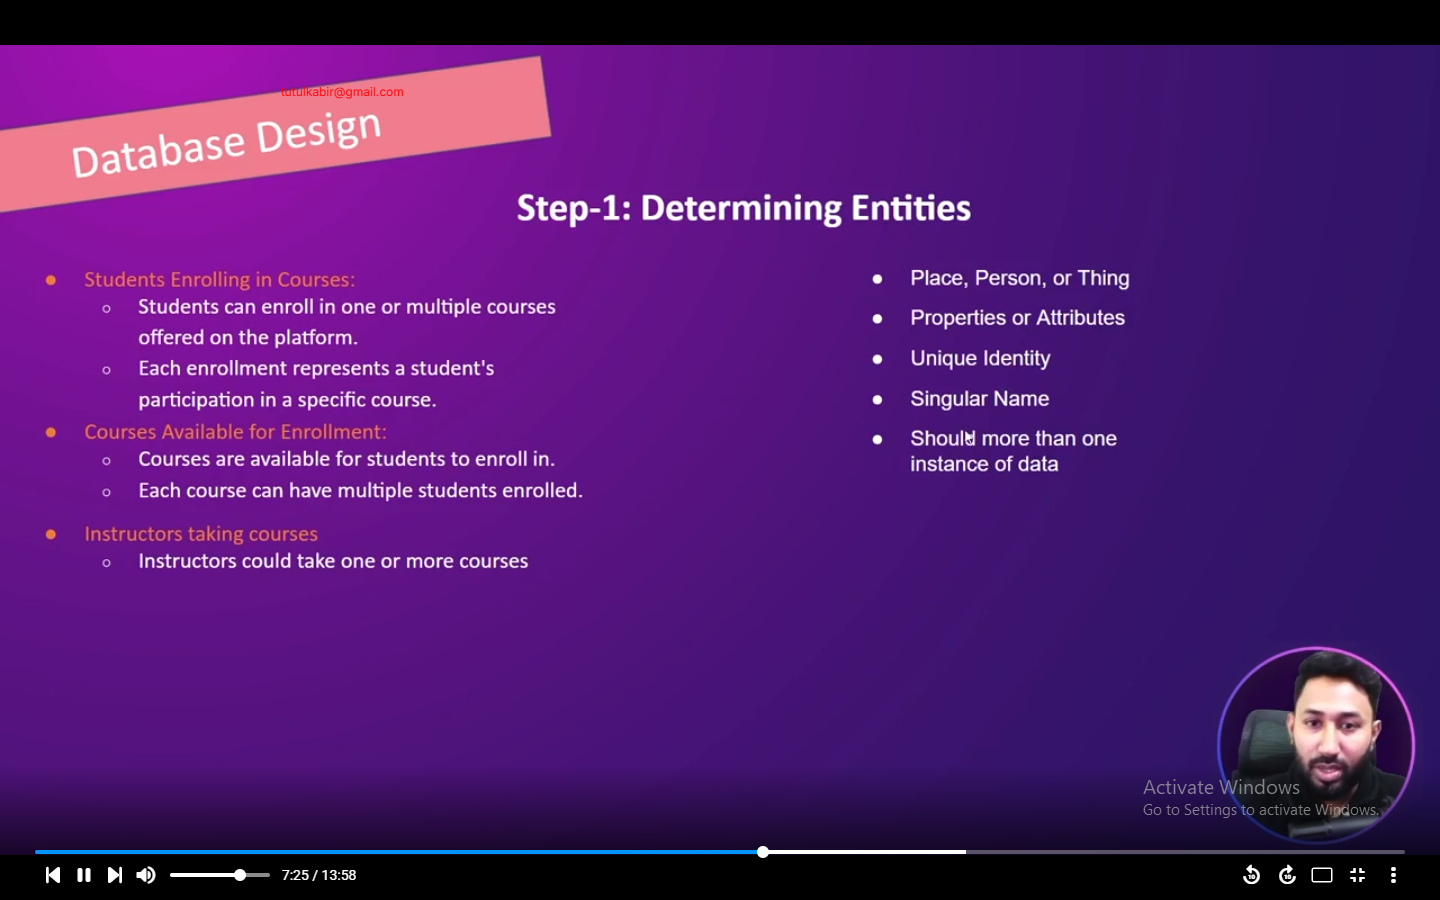 tutulkabir@gmail.com
Database Design
Step-1: Determining Entities
● Students Enrolling in Courses:
○ Students can enroll in one or multiple courses
offered on the platform.
○ Each enrollment represents a student's
participation in a specific course.
● Courses Available for Enrollment:
○ Courses are available for students to enroll in.
○ Each course can have multiple students enrolled.
● Instructors taking courses
○ Instructors could take one or more courses
● Place, Person, or Thing
● Properties or Attributes
● Unique Identity
● Singular Name
● Should more than one
instance of data
Activate Windows
Go to Settings to activate Windows.
7:25 / 13:58
10
10